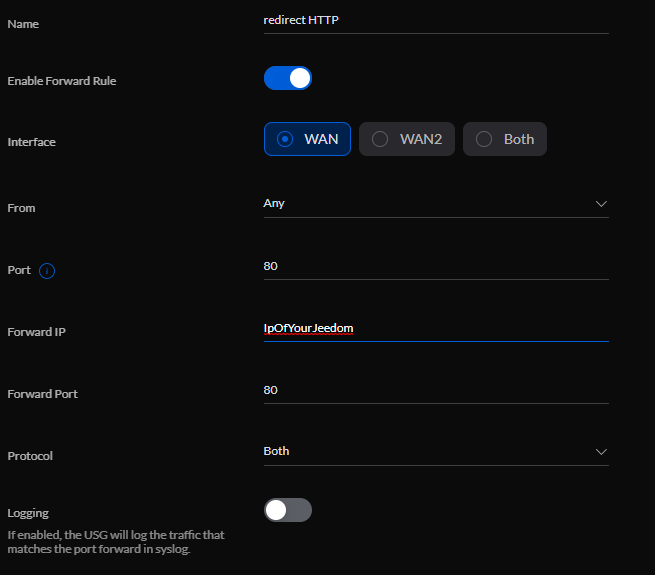 Name
redirect HTTP
Enable Forward Rule
Interface
WAN
WAN2
Both
From
Any
Port
80
Forward IP
IpOfYourJeedom
Forward Port
80
Protocol
Both
Logging
If enabled, the USG will log the traffic that
matches the port forward in syslog.